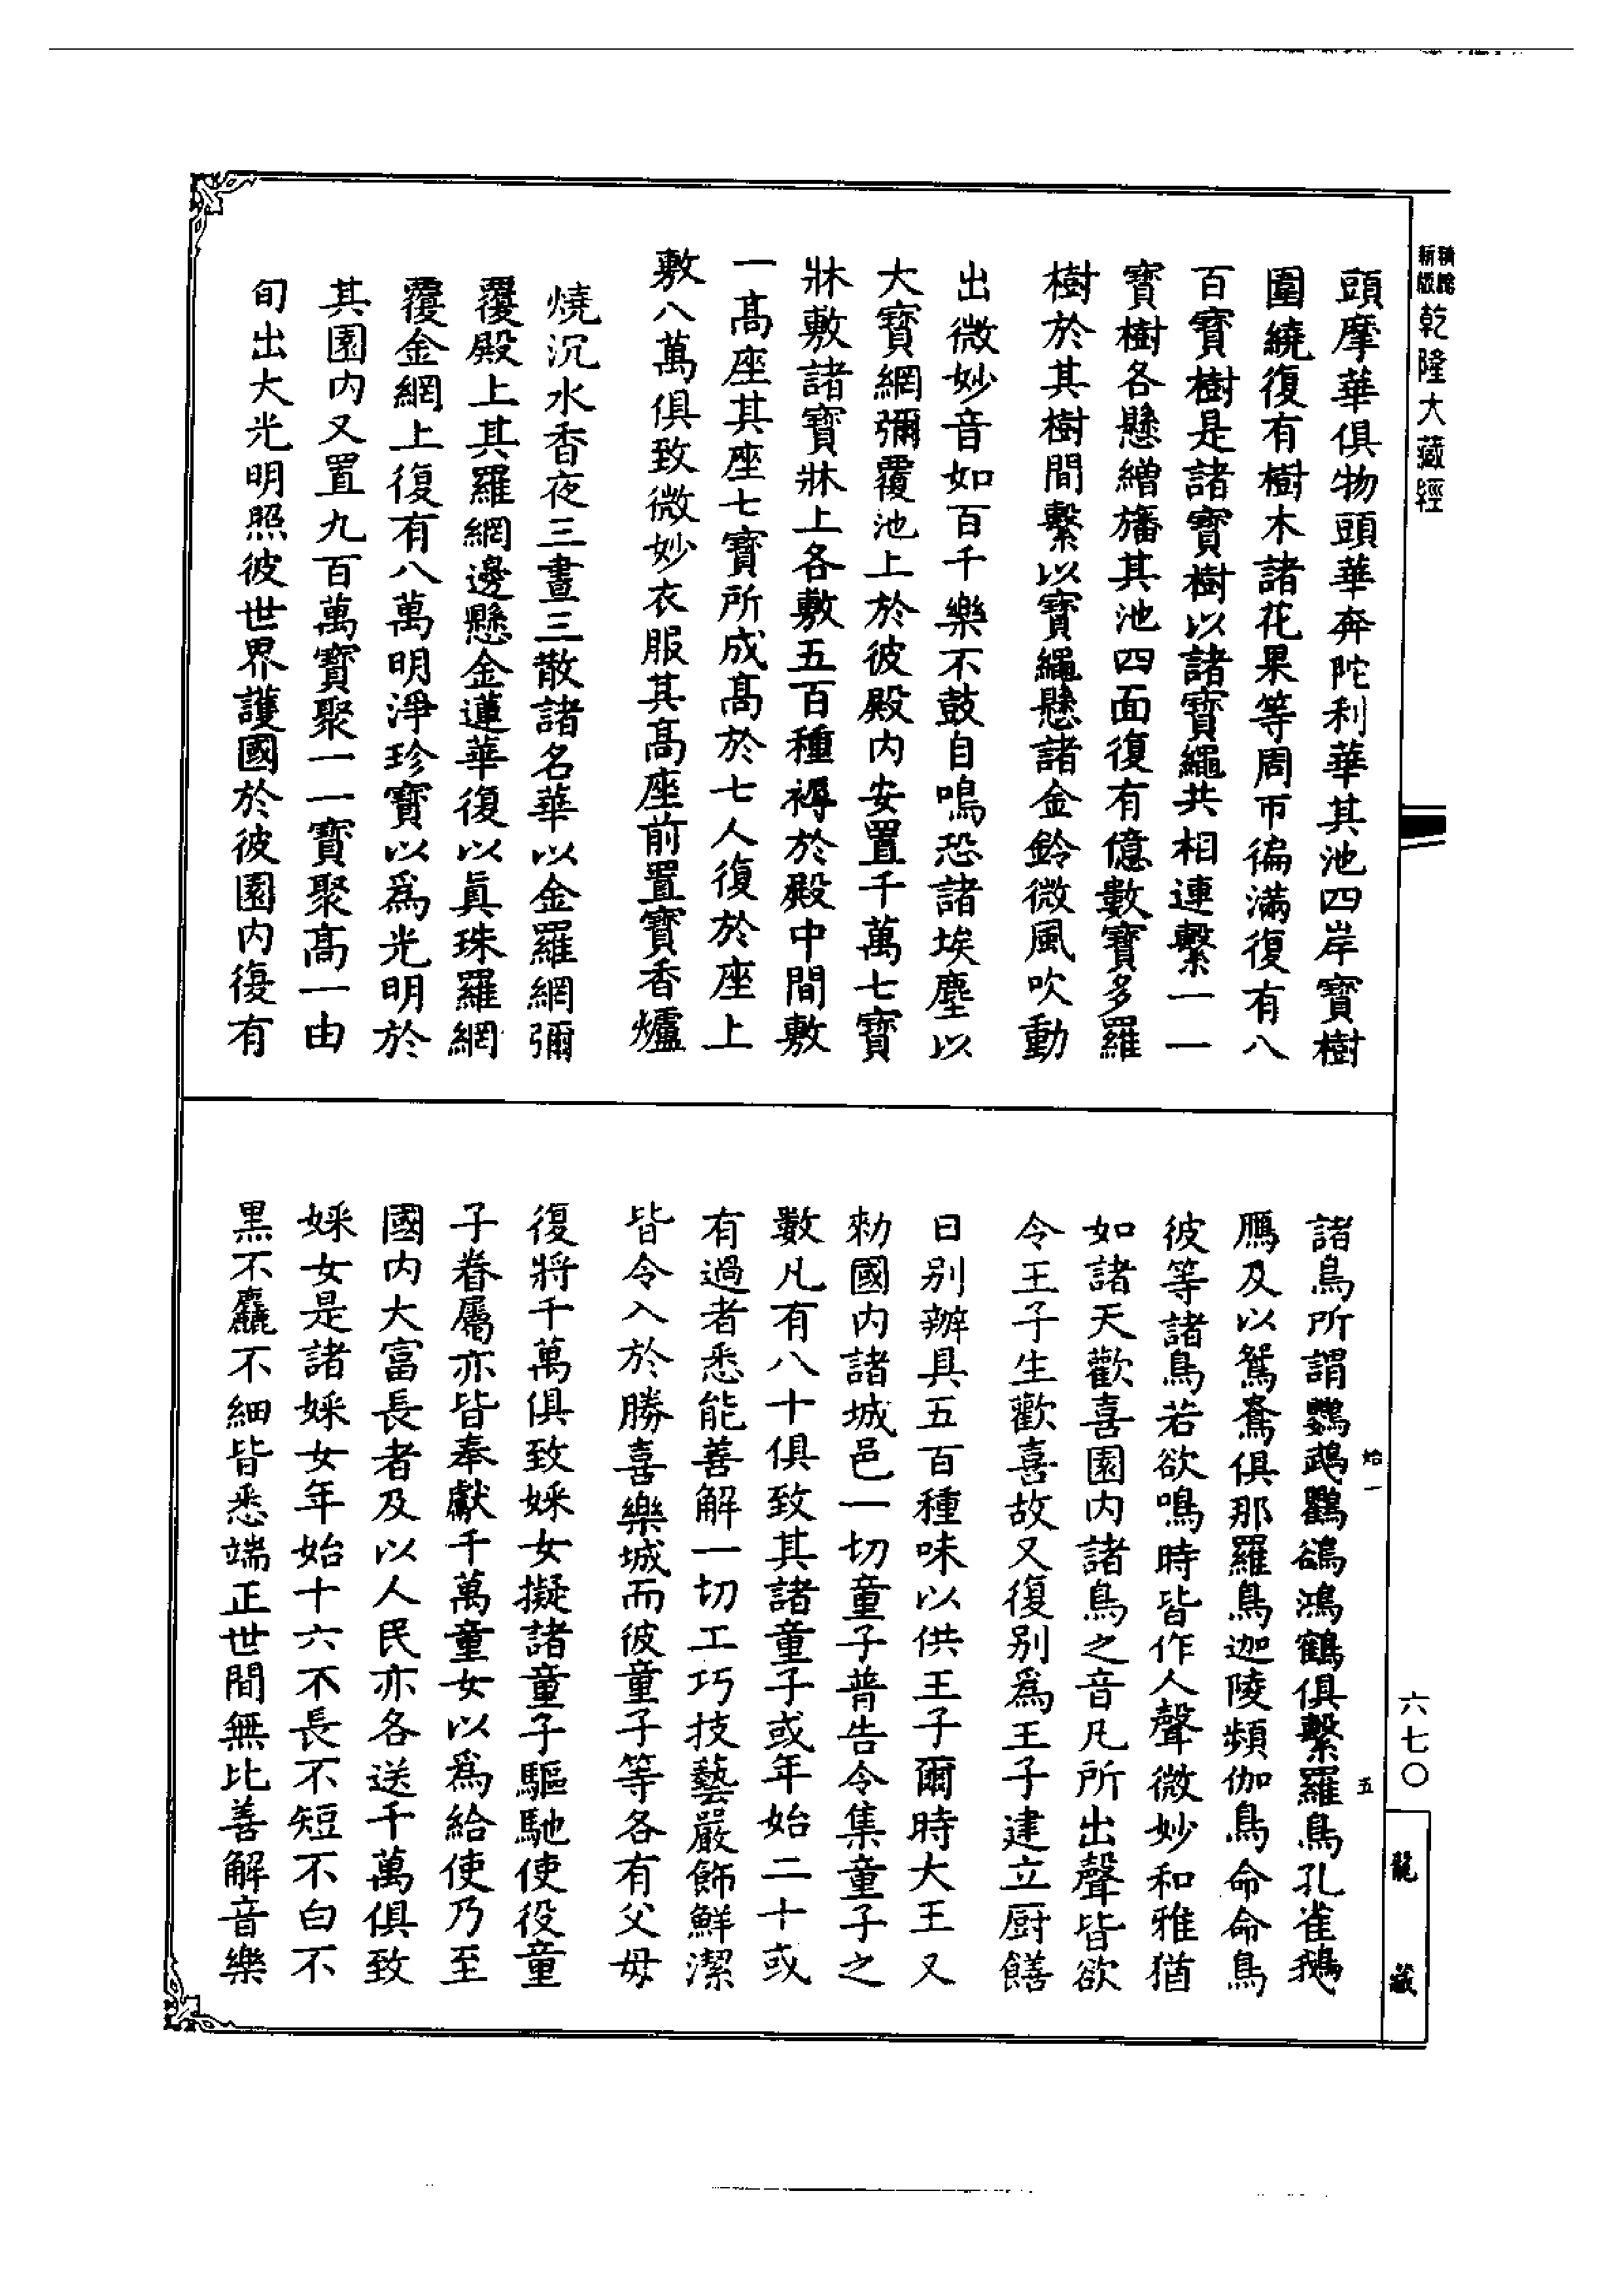 新版 精縮 乾隆大藏經
頭摩華俱物頭華奔陀利華其池四岸寶樹
圍繞復有樹木諸花果等周帀徧滿復有八
百寶樹是諸寶樹以諸寶繩共相連繫一一
寶樹各懸繒旛其池四面復有億數寶多羅
樹於其樹間繫以寶繩懸諸金鈴微風吹動
出微妙音如百千樂不鼓自鳴恐諸埃塵以
大寶網彌覆池上於彼殿內安置千萬七寶
牀敷諸寶牀上各敷五百種褥於殿中間敷
一高座其座七寶所成高於七人復於座上
敷八萬俱致微妙衣服其高座前置寶香爐
燒沉水香夜三晝三散諸名華以金羅網彌
覆殿上其羅網邊懸金蓮華復以眞珠羅網
覆金網上復有八萬明淨珍寶以爲光明於
其園內又置九百萬寶聚一一寶聚高一由
旬出大光明照彼世界護國於彼園內復有
諸鳥所謂鸚鵡鸜鵒鴻鶴俱繫羅鳥孔雀鵝
鴈及以鴛鴦俱那羅鳥迦陵頻伽鳥命命鳥
彼等諸鳥若欲鳴時皆作人聲微妙和雅猶
如諸天歡喜園內諸鳥之音凡所出聲皆欲
令王子生歡喜故又復別爲王子建立厨饍
日別辦具五百種味以供王子爾時大王又
勅國內諸城邑一切童子普告令集童子之
數凡有八十俱致其諸童子或年始二十或
有過者悉能善解一切工巧技藝嚴飾鮮潔
皆令入於勝喜樂城而彼童子等各有父母
復將千萬俱致婇女擬諸童子驅馳使役童
子眷屬亦皆奉獻千萬童女以爲給使乃至
國內大富長者及以人民亦各送千萬俱致
婇女是諸婇女年始十六不長不短不白不
黑不麤不細皆悉端正世間無比善解音樂
始一
五
六七〇
龍藏